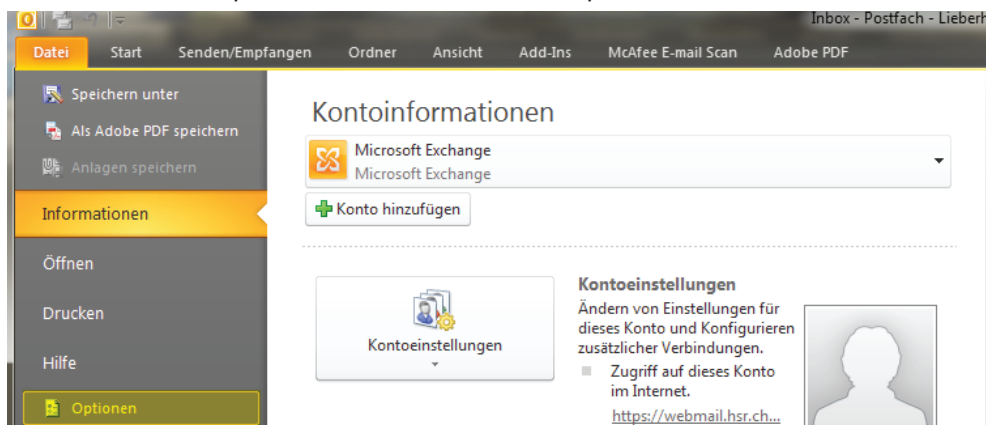 Inbox - Postfach - Lieberh
Datei Start Senden/Empfangen Ordner Ansicht Add-Ins McAfee E-mail Scan Adobe PDF
Speichern unter
Als Adobe PDF speichern
Anlagen speichern
Informationen
Öffnen
Drucken
Hilfe
Optionen
Kontoinformationen
Microsoft Exchange
Microsoft Exchange
Konto hinzufügen
Kontoeinstellungen
Kontoeinstellungen
Ändern von Einstellungen für
dieses Konto und Konfigurieren
zusätzlicher Verbindungen.
Zugriff auf dieses Konto
im Internet.
https://webmail.hsr.ch...